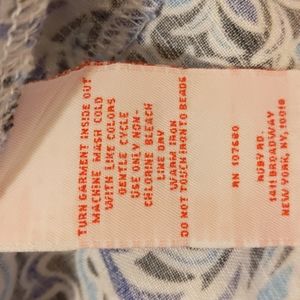 TURN GARMENT INSIDE OUT
MACHINE WASH COLD
WITH LIKE COLORS
GENTLE CYCLE
USE ONLY NON-
CHLORINE BLEACH
LINE DRY
WARM IRON
DO NOT TOUCH IRON TO BEADS
RN 107680
RUBY RD.
1411 BROADWAY
NEW YORK, NY, 10018